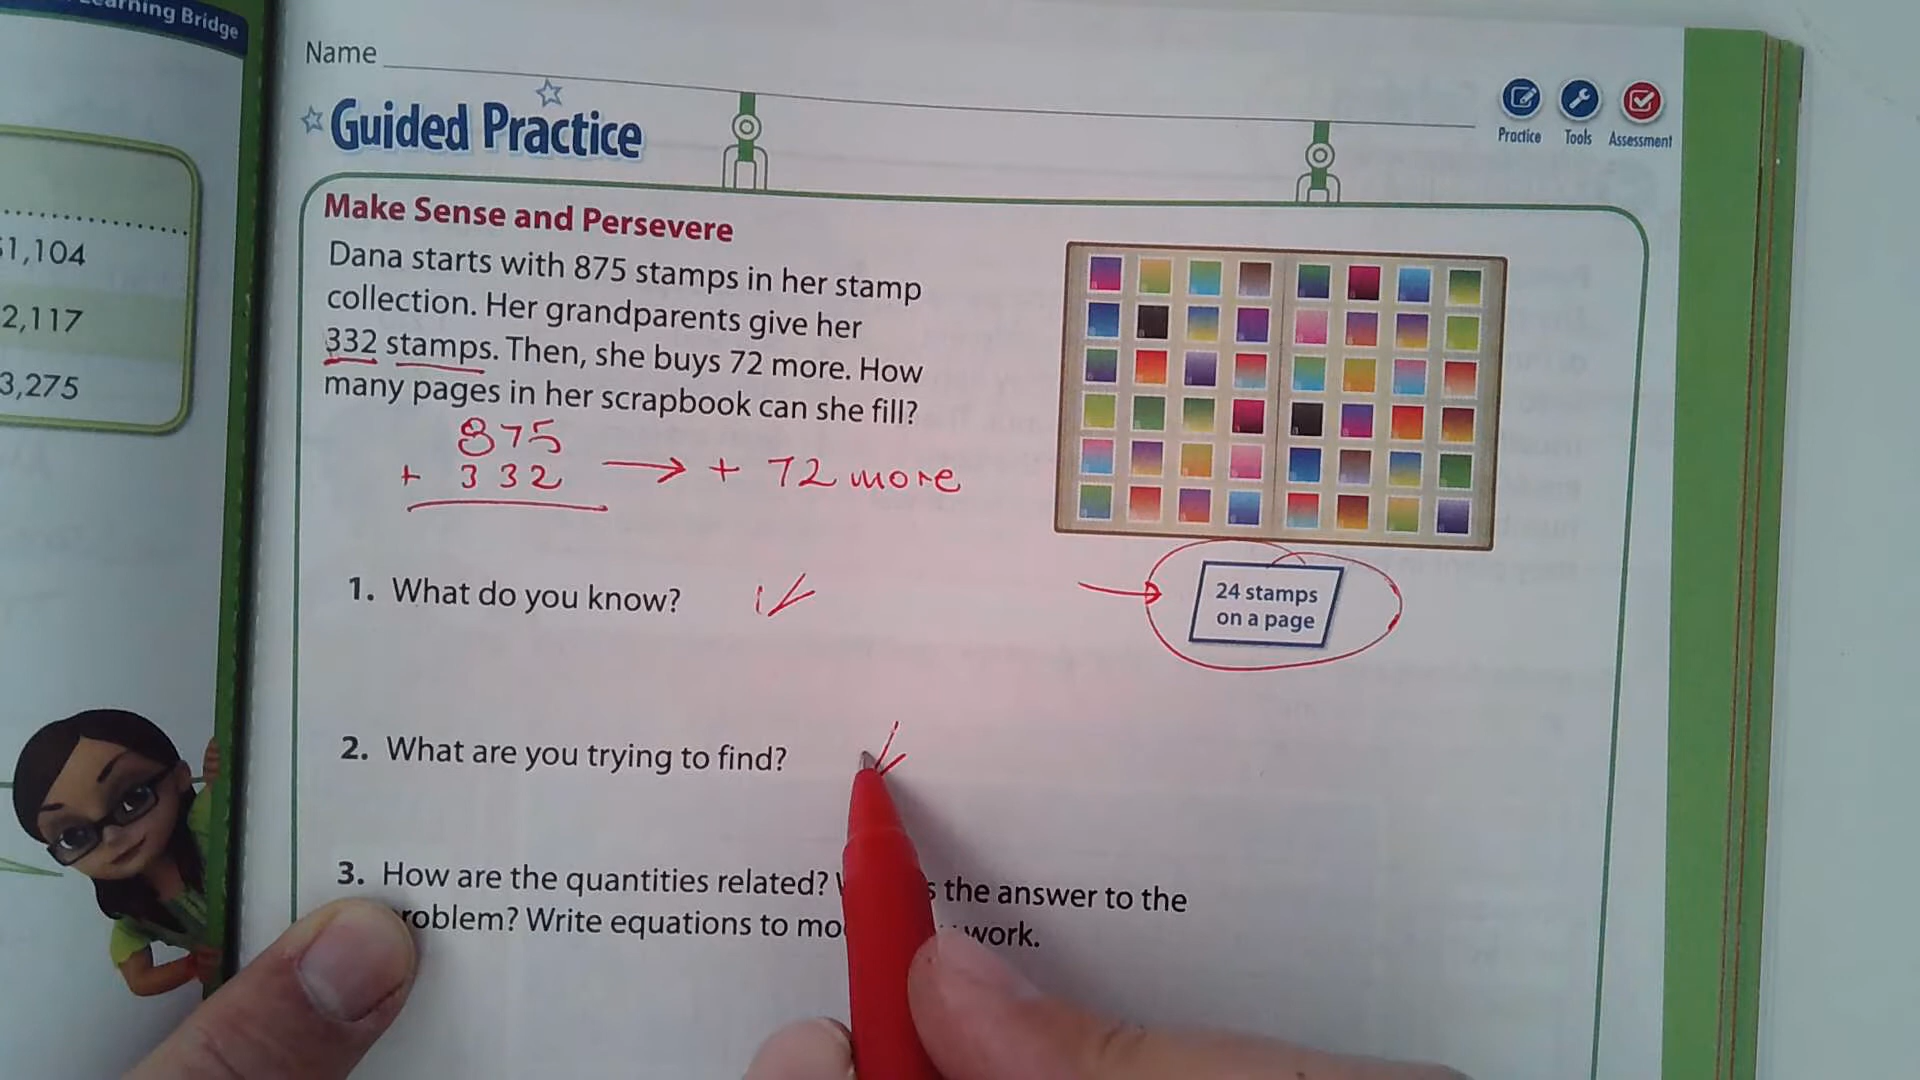 Learning Bridge
$1,104
2,117
3,275
Name
Guided Practice
Practice Tools Assessment
Make Sense and Persevere
Dana starts with 875 stamps in her stamp
collection. Her grandparents give her
332 stamps. Then, she buys 72 more. How
many pages in her scrapbook can she fill?
875
+ 332 → + 72 more
24 stamps
on a page
1. What do you know?
2. What are you trying to find?
3. How are the quantities related? the answer to the
problem? Write equations to work.